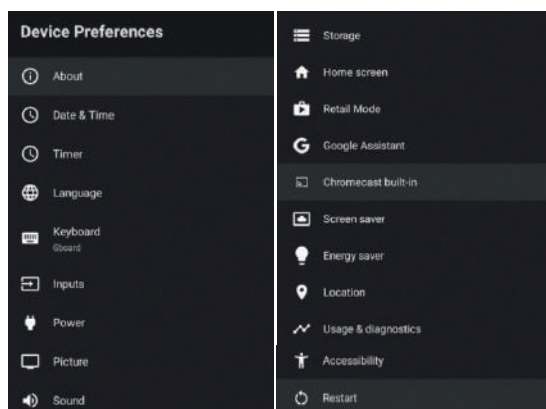 Device Preferences
About
Date & Time
Timer
Language
Keyboard
Gboard
Inputs
Power
Picture
Sound
Storage
Home screen
Retail Mode
Google Assistant
Chromecast built-in
Screen saver
Energy saver
Location
Usage & diagnostics
Accessibility
Restart